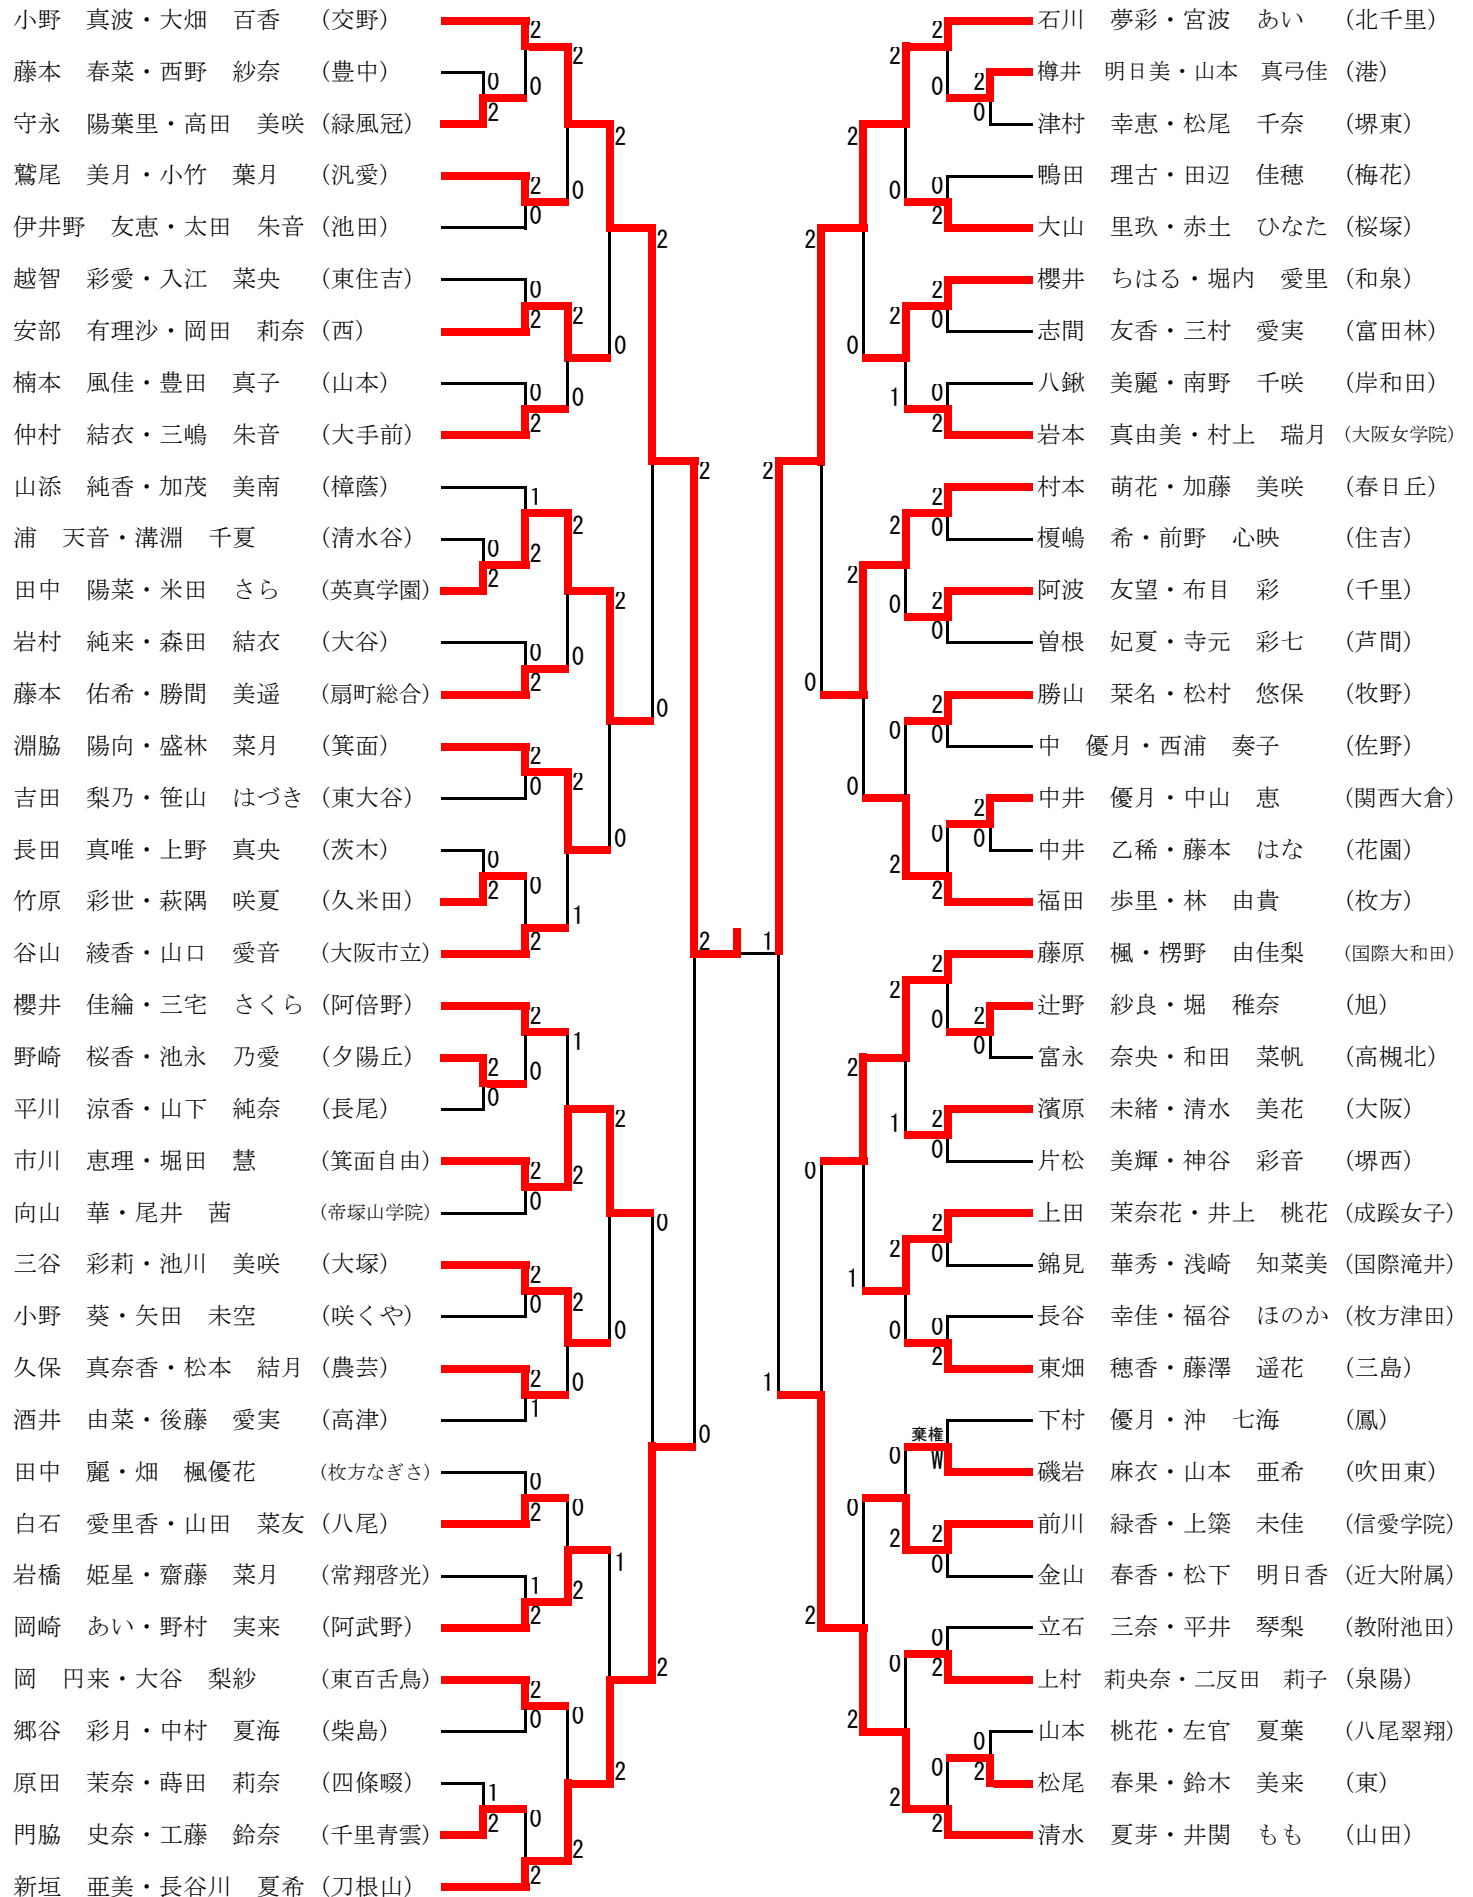 小野　真波・大畑　百香　(交野)
藤本　春菜・西野　紗奈　(豊中)
守永　陽葉里・高田　美咲　(緑風冠)
鷲尾　美月・小竹　葉月　(汎愛)
伊井野　友恵・太田　朱音　(池田)
越智　彩愛・入江　菜央　(東住吉)
安部　有理沙・岡田　莉奈　(西)
楠本　風佳・豊田　真子　(山本)
仲村　結衣・三嶋　朱音　(大手前)
山添　純香・加茂　美南　(樟蔭)
浦　天音・溝淵　千夏　(清水谷)
田中　陽菜・米田　さら　(英真学園)
岩村　純来・森田　結衣　(大谷)
藤本　佑希・勝間　美遥　(扇町総合)
淵脇　陽向・盛林　菜月　(箕面)
吉田　梨乃・笹山　はづき　(東大谷)
長田　真唯・上野　真央　(茨木)
竹原　彩世・萩隅　咲夏　(久米田)
谷山　綾香・山口　愛音　(大阪市立)
櫻井　佳綸・三宅　さくら　(阿倍野)
野崎　桜香・池永　乃愛　(夕陽丘)
平川　涼香・山下　純奈　(長尾)
市川　恵理・堀田　慧　(箕面自由)
向山　華・尾井　茜　(帝塚山学院)
三谷　彩莉・池川　美咲　(大塚)
小野　葵・矢田　未空　(咲くや)
久保　真奈香・松本　結月　(農芸)
酒井　由菜・後藤　愛実　(高津)
田中　麗・畑　楓優花　(枚方なぎさ)
白石　愛里香・山田　菜友　(八尾)
岩橋　姫星・齋藤　菜月　(常翔啓光)
岡崎　あい・野村　実来　(阿武野)
岡　円来・大谷　梨紗　(東百舌鳥)
郷谷　彩月・中村　夏海　(柴島)
原田　茉奈・蒔田　莉奈　(四條畷)
門脇　史奈・工藤　鈴奈　(千里青雲)
新垣　亜美・長谷川　夏希　(刀根山)
石川　夢彩・宮波　あい　(北千里)
樽井　明日美・山本　真弓佳　(港)
津村　幸恵・松尾　千奈　(堺東)
鴨田　理古・田辺　佳穂　(梅花)
大山　里玖・赤土　ひなた　(桜塚)
櫻井　ちはる・堀内　愛里　(和泉)
志間　友香・三村　愛実　(富田林)
八鍬　美麗・南野　千咲　(岸和田)
岩本　真由美・村上　瑞月　(大阪女学院)
村本　萌花・加藤　美咲　(春日丘)
榎嶋　希・前野　心映　(住吉)
阿波　友望・布目　彩　(千里)
曽根　妃夏・寺元　彩七　(芦間)
勝山　栞名・松村　悠保　(牧野)
中　優月・西浦　奏子　(佐野)
中井　優月・中山　恵　(関西大倉)
中井　乙稀・藤本　はな　(花園)
福田　歩里・林　由貴　(枚方)
藤原　楓・楞野　由佳梨　(国際大和田)
辻野　紗良・堀　稚奈　(旭)
富永　奈央・和田　菜帆　(高槻北)
濱原　未緒・清水　美花　(大阪)
片松　美輝・神谷　彩音　(堺西)
上田　茉奈花・井上　桃花　(成蹊女子)
錦見　華秀・浅崎　知菜美　(国際滝井)
長谷　幸佳・福谷　ほのか　(枚方津田)
東畑　穂香・藤澤　遥花　(三島)
下村　優月・沖　七海　(鳳)
棄権
W
磯岩　麻衣・山本　亜希　(吹田東)
前川　緑香・上築　未佳　(信愛学院)
金山　春香・松下　明日香　(近大附属)
立石　三奈・平井　琴梨　(教附池田)
上村　莉央奈・二反田　莉子　(泉陽)
山本　桃花・左官　夏葉　(八尾翠翔)
松尾　春果・鈴木　美来　(東)
清水　夏芽・井関　もも　(山田)